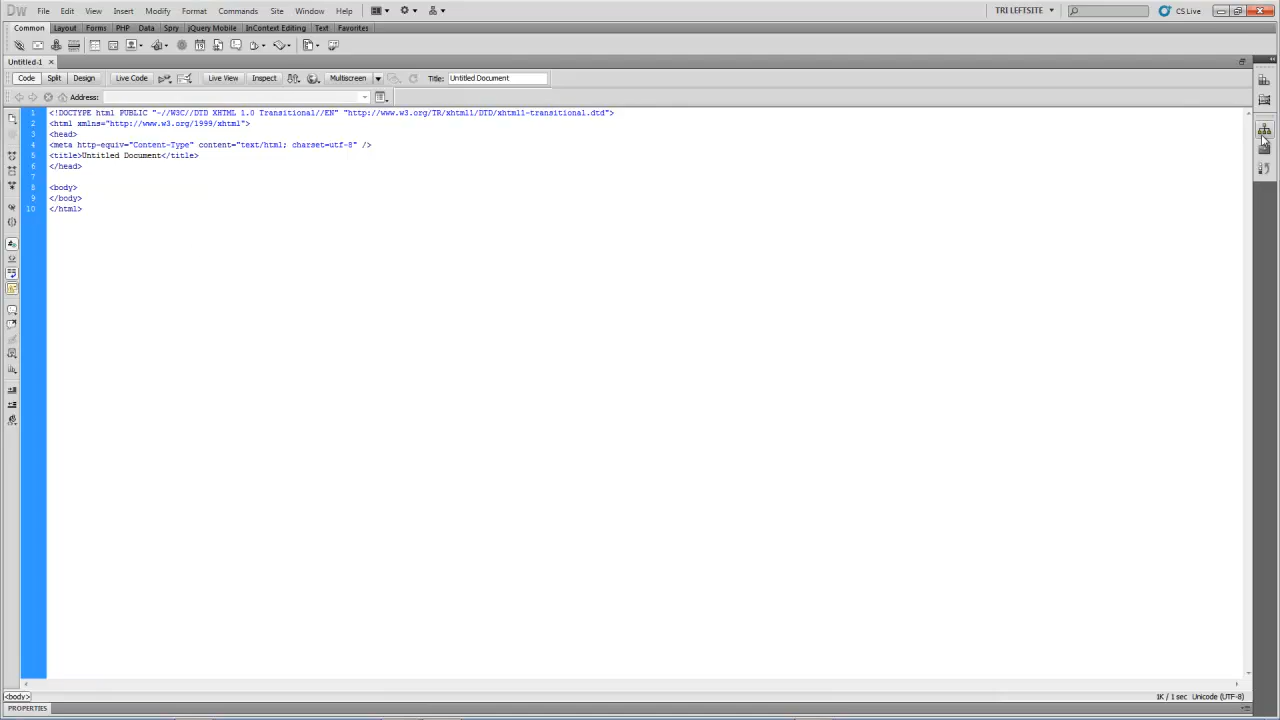 Dw File Edit View Insert Modify Format Commands Site Window Help TRI LEFTSITE CS Live
Common Layout Forms PHP Data Spry jQuery Mobile InContext Editing Text Favorites
Untitled-1
Code Split Design Live Code Live View Inspect Multiscreen Title: Untitled Document
Address:
1 <!DOCTYPE html PUBLIC "-//W3C//DTD XHTML 1.0 Transitional//EN" "http://www.w3.org/TR/xhtml1/DTD/xhtml1-transitional.dtd">
2 <html xmlns="http://www.w3.org/1999/xhtml">
3 <head>
4 <meta http-equiv="Content-Type" content="text/html; charset=utf-8" />
5 <title>Untitled Document</title>
6 </head>
7
8 <body>
9 </body>
10 </html>
<body> 1K / 1 sec Unicode (UTF-8)
PROPERTIES